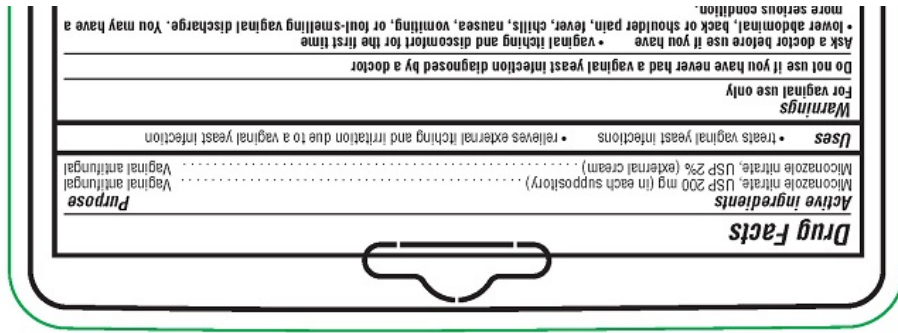 Drug Facts
Active ingredients Purpose
Miconazole nitrate, USP 200 mg (in each suppository) . . . . . . . . . . . . . . . . . . . . . . . . . . . . . . . . . . . . . . . . . . . . . . . . . Vaginal antifungal
Miconazole nitrate, USP 2% (external cream) . . . . . . . . . . . . . . . . . . . . . . . . . . . . . . . . . . . . . . . . . . . . . . . . . . . . . . . . . Vaginal antifungal
Uses • treats vaginal yeast infections • relieves external itching and irritation due to a vaginal yeast infection
Warnings
For vaginal use only
Do not use if you have never had a vaginal yeast infection diagnosed by a doctor
Ask a doctor before use if you have • vaginal itching and discomfort for the first time
• lower abdominal, back or shoulder pain, fever, chills, nausea, vomiting, or foul-smelling vaginal discharge. You may have a
more serious condition.